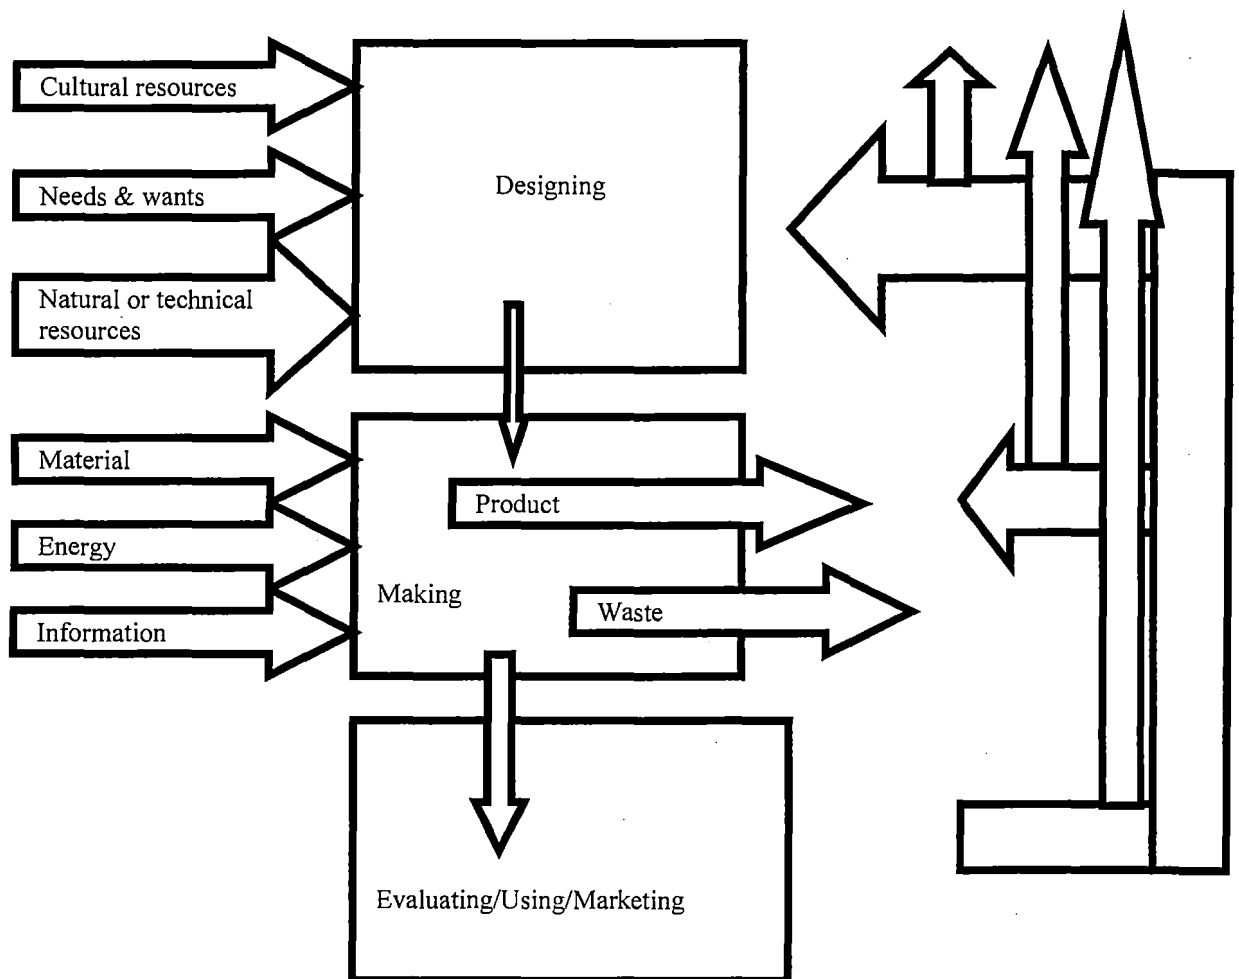 Cultural resources
Needs & wants
Designing
Natural or technical
resources
Material
Product
Energy
Making
Waste
Information
Evaluating/Using/Marketing